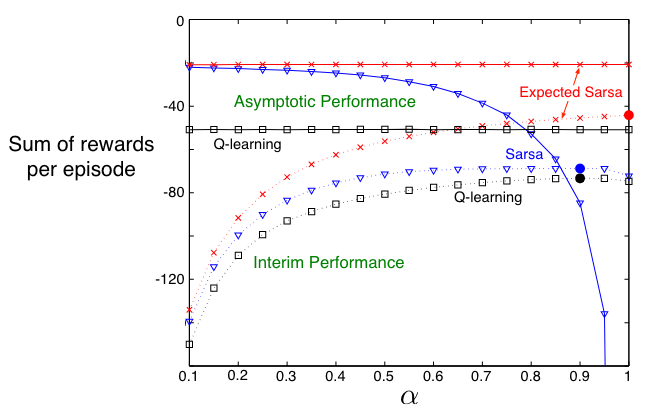 0
-40
-80
-120
Sum of rewards
per episode
Expected Sarsa
Asymptotic Performance
Q-learning
Sarsa
Q-learning
Interim Performance
0.1 0.2 0.3 0.4 0.5 0.6 0.7 0.8 0.9 1
α